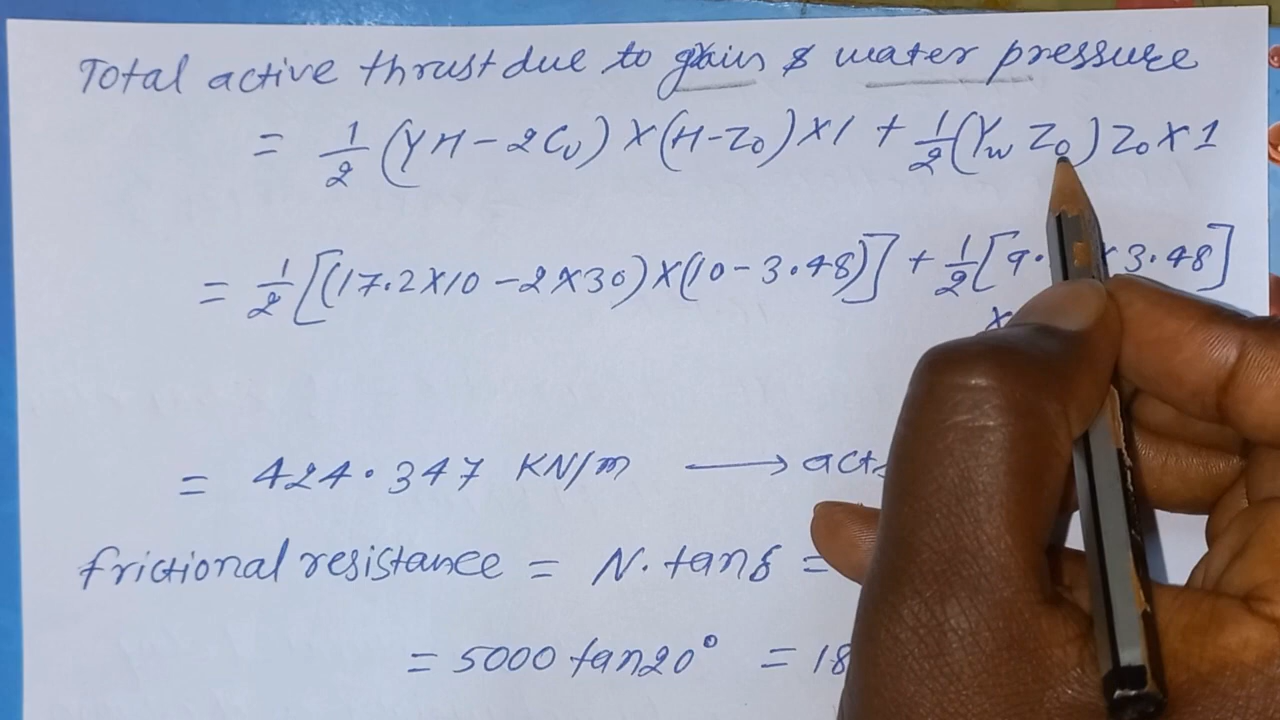 Total active thrust due to grain & water pressure
= 1/2 (γH - 2Cu) × (H-Z0) × 1 + 1/2 (γw Z0) Z0 × 1
= 1/2 [(17.2×10 - 2×30) × (10 - 3.48)] + 1/2 [9. × 3.48]
×
= 424.347 KN/m → act
frictional resistance = N. tanδ =
= 5000 tan20° = 18